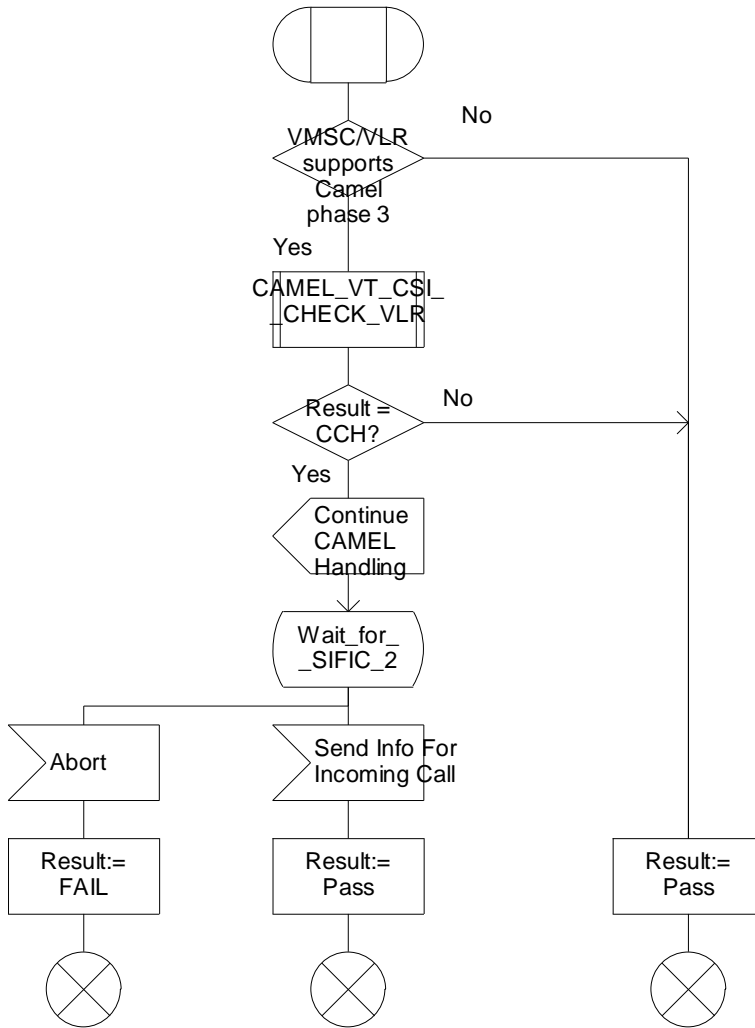 No
VMSC/VLR
supports
Camel
phase 3
Yes
CAMEL_VT_CSI_
_CHECK_VLR
No
Result =
CCH?
Yes
Continue
CAMEL
Handling
Wait_for_
_SIFIC_2
Abort
Send Info For
Incoming Call
Result:=
FAIL
Result:=
Pass
Result:=
Pass